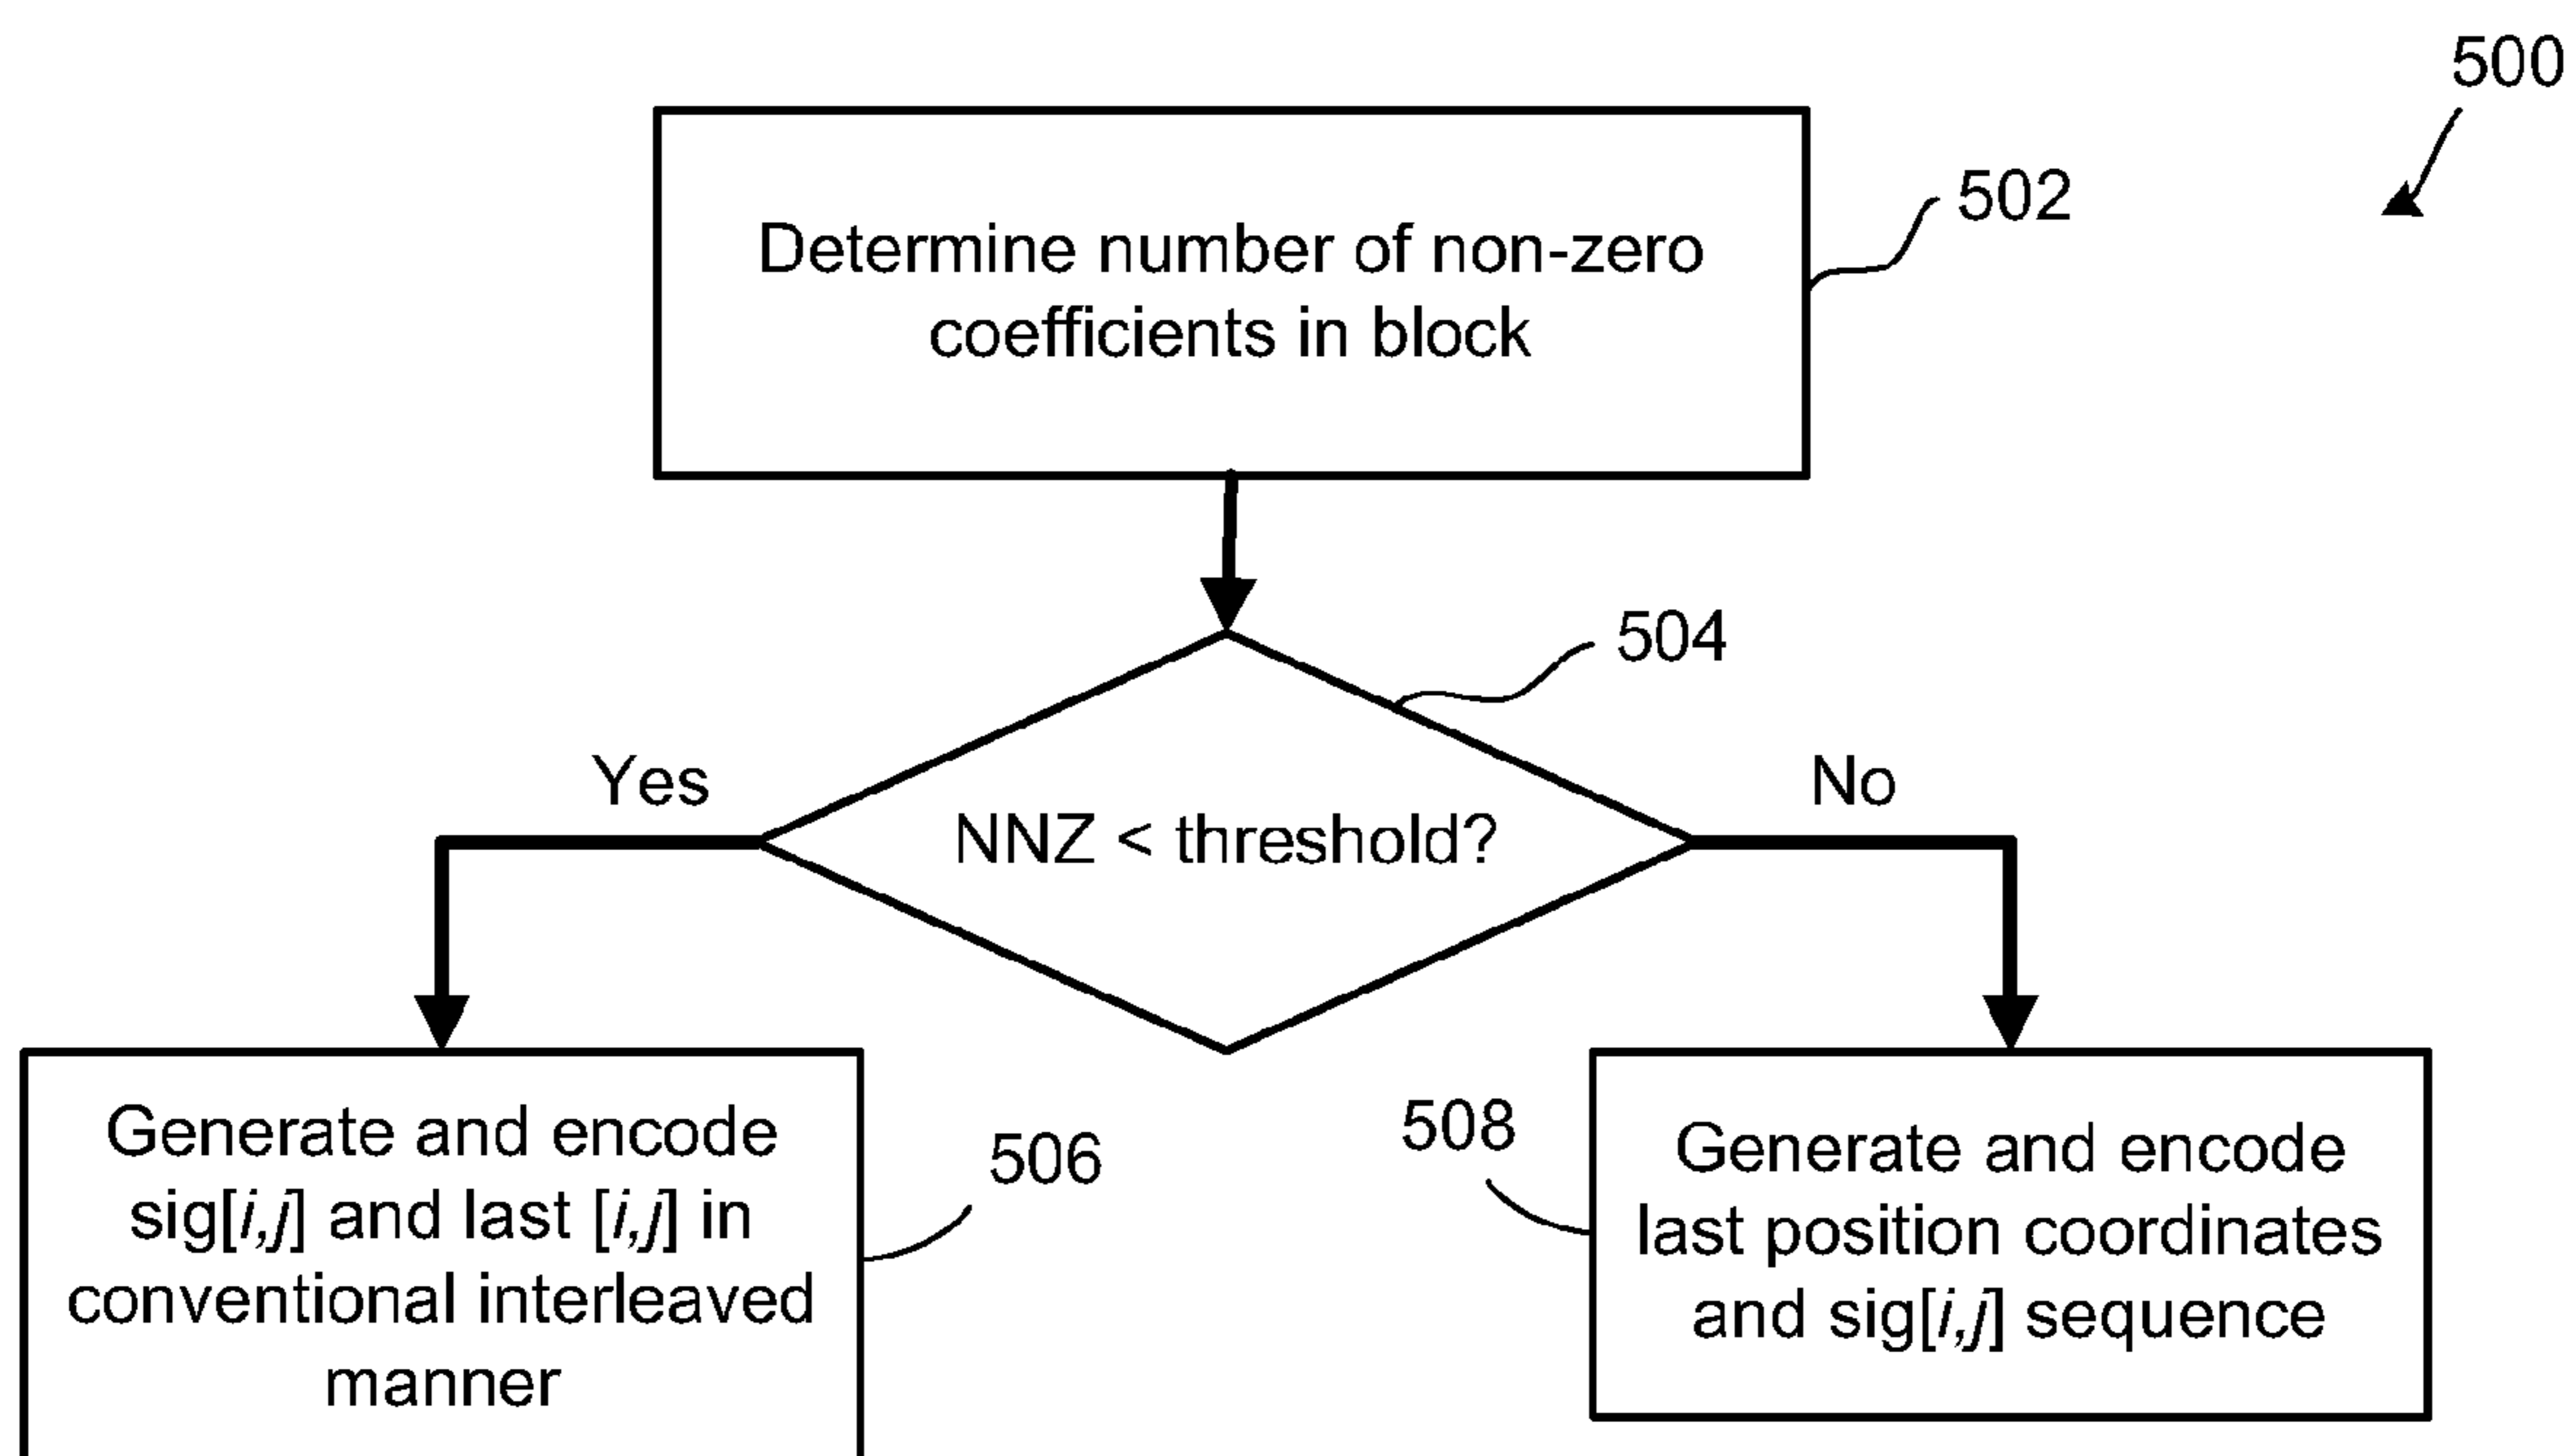 500
502
Determine number of non-zero
coefficients in block
504
Yes
No
NNZ < threshold?
Generate and encode
sig[i,j] and last [i,j] in
conventional interleaved
manner
506
508
Generate and encode
last position coordinates
and sig[i,j] sequence